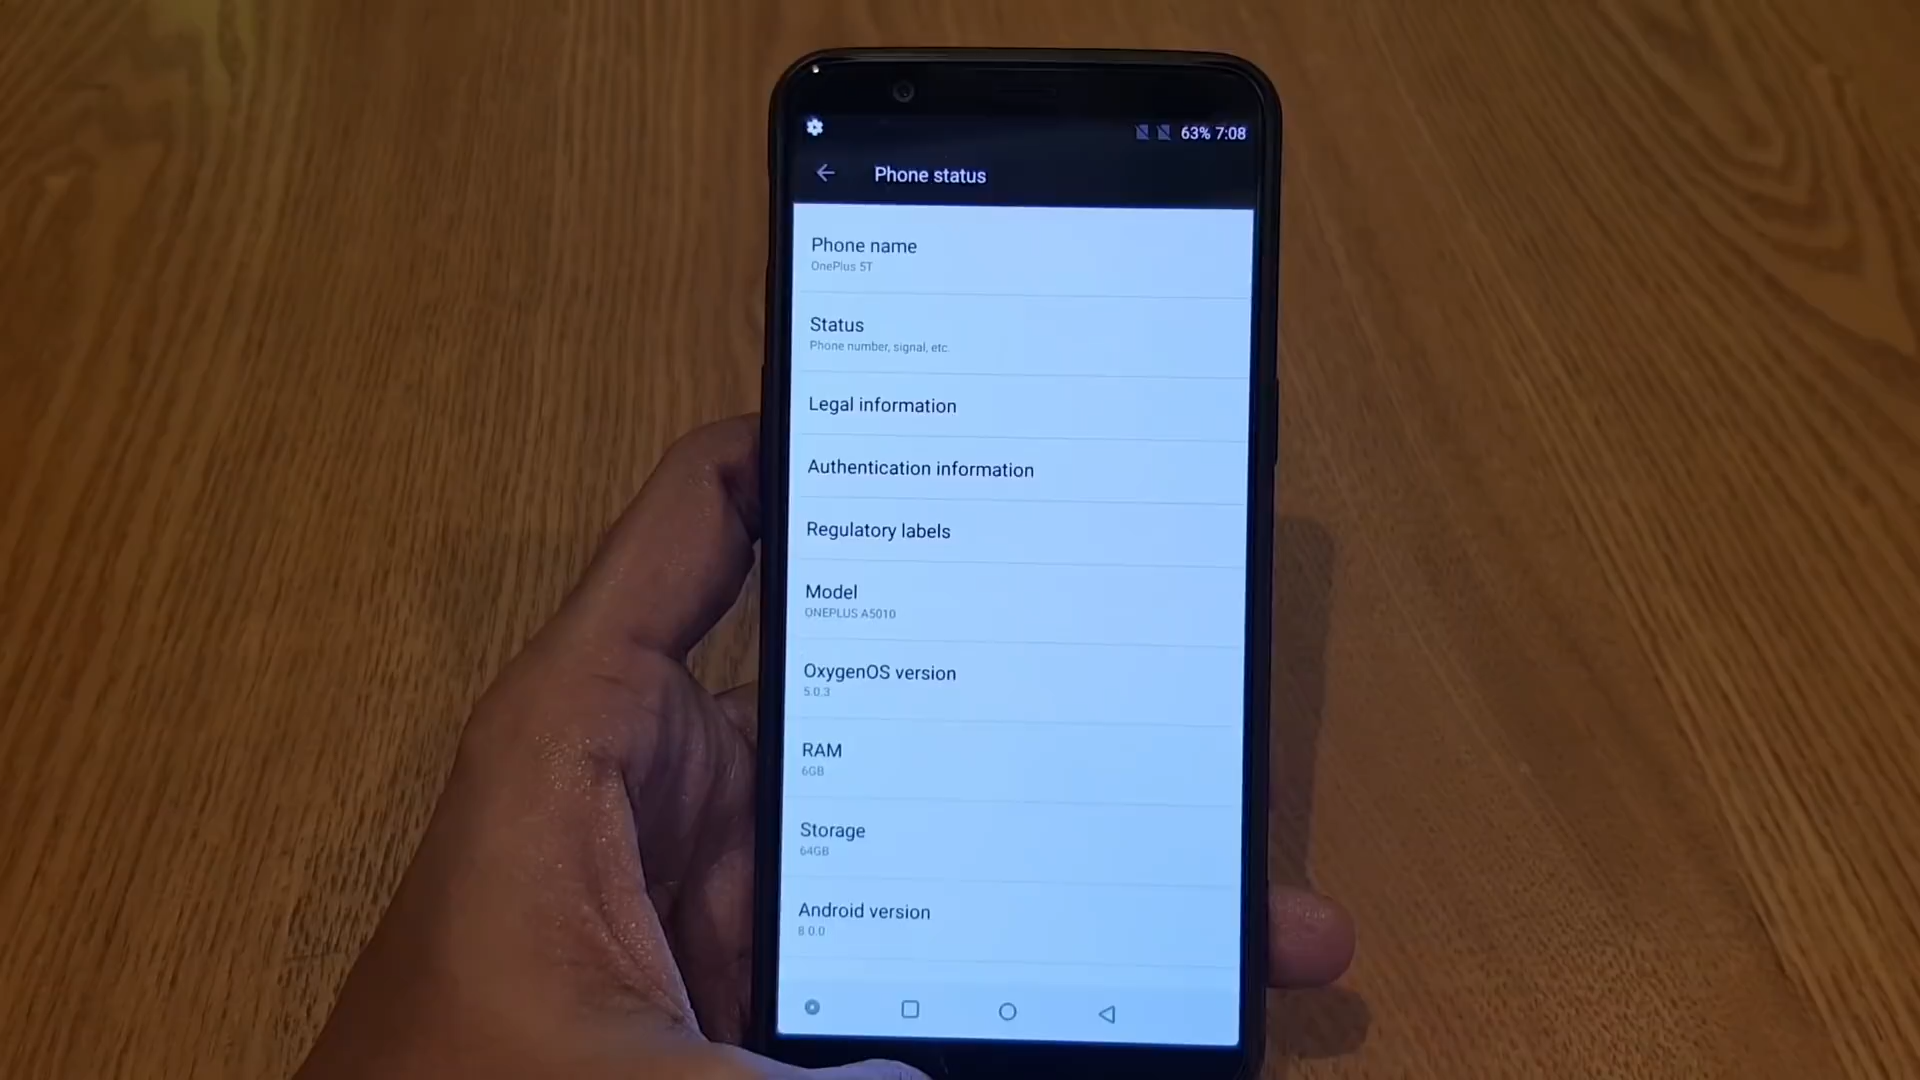 63% 7:08
Phone status
Phone name
OnePlus 5T
Status
Phone number, signal, etc.
Legal information
Authentication information
Regulatory labels
Model
ONEPLUS A5010
OxygenOS version
5.0.3
RAM
6GB
Storage
64GB
Android version
8.0.0